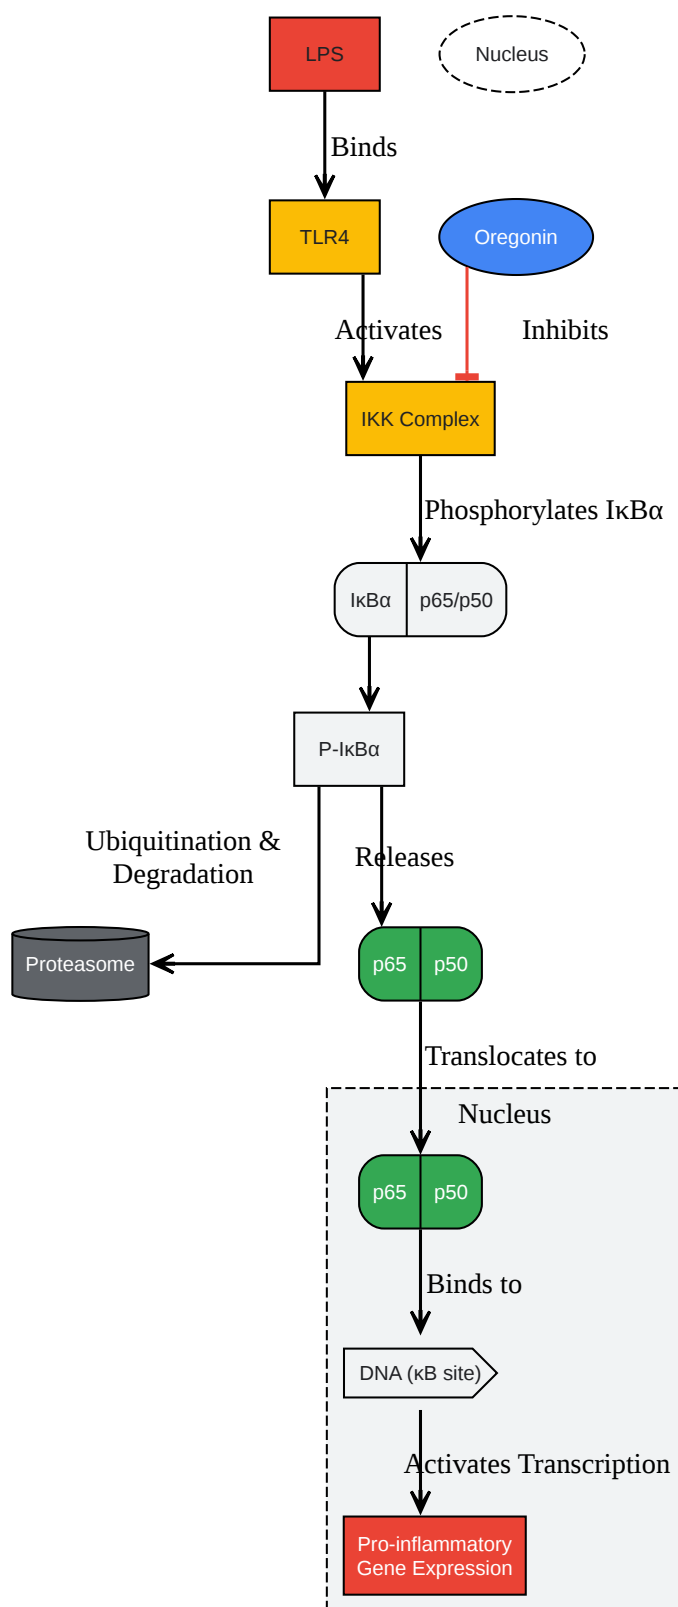 LPS
Nucleus
Binds
TLR4
Oregonin
Activates
Inhibits
IKK Complex
Phosphorylates IκBα
IκBα
p65/p50
P-IκBα
Ubiquitination &
Degradation
Releases
Proteasome
p65
p50
Translocates to
Nucleus
p65
p50
Binds to
DNA (κB site)
Activates Transcription
Pro-inflammatory
Gene Expression